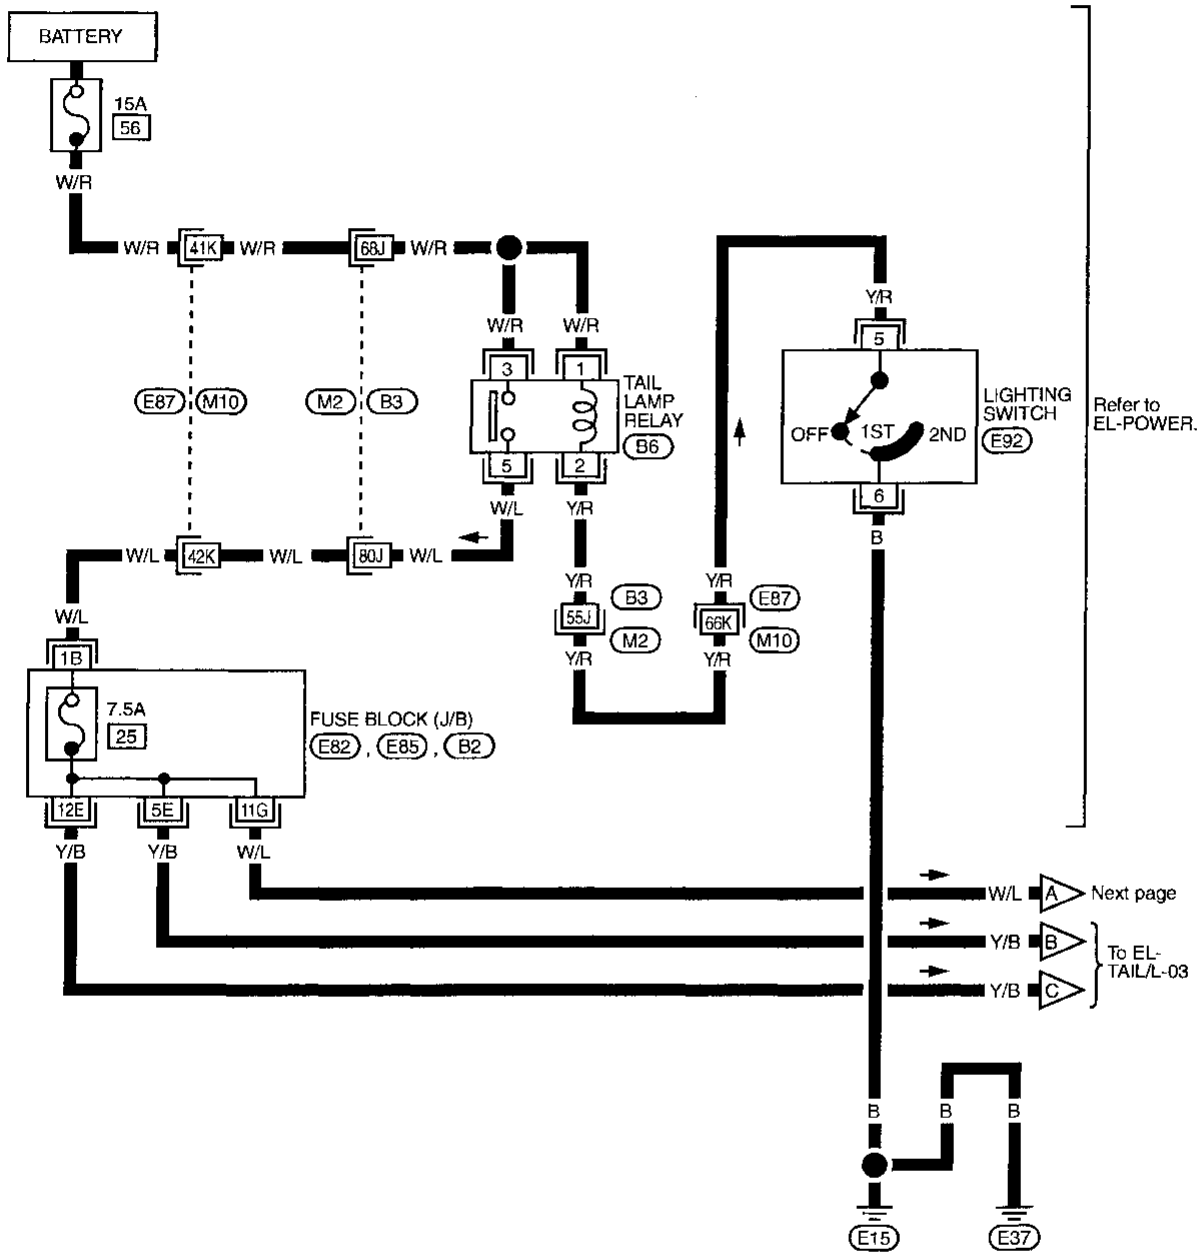 BATTERY
15A
56
W/R
W/R
41K
W/R
68J
W/R
Y/R
W/R
W/R
5
3
1
TAIL
LAMP
RELAY
B6
E87
M10
M2
B3
LIGHTING
SWITCH
E92
OFF
1ST
2ND
Refer to
EL-POWER.
5
2
6
W/L
Y/R
B
W/L
42K
W/L
80J
W/L
Y/R
Y/R
B3
E87
55J
66K
M2
M10
W/L
Y/R
Y/R
1B
7.5A
25
FUSE BLOCK (J/B)
E82 , E85 , B2
12E
5E
11G
Y/B
Y/B
W/L
W/L
A
Next page
Y/B
B
To EL-
TAIL/L-03
Y/B
C
B
B
B
E15
E37